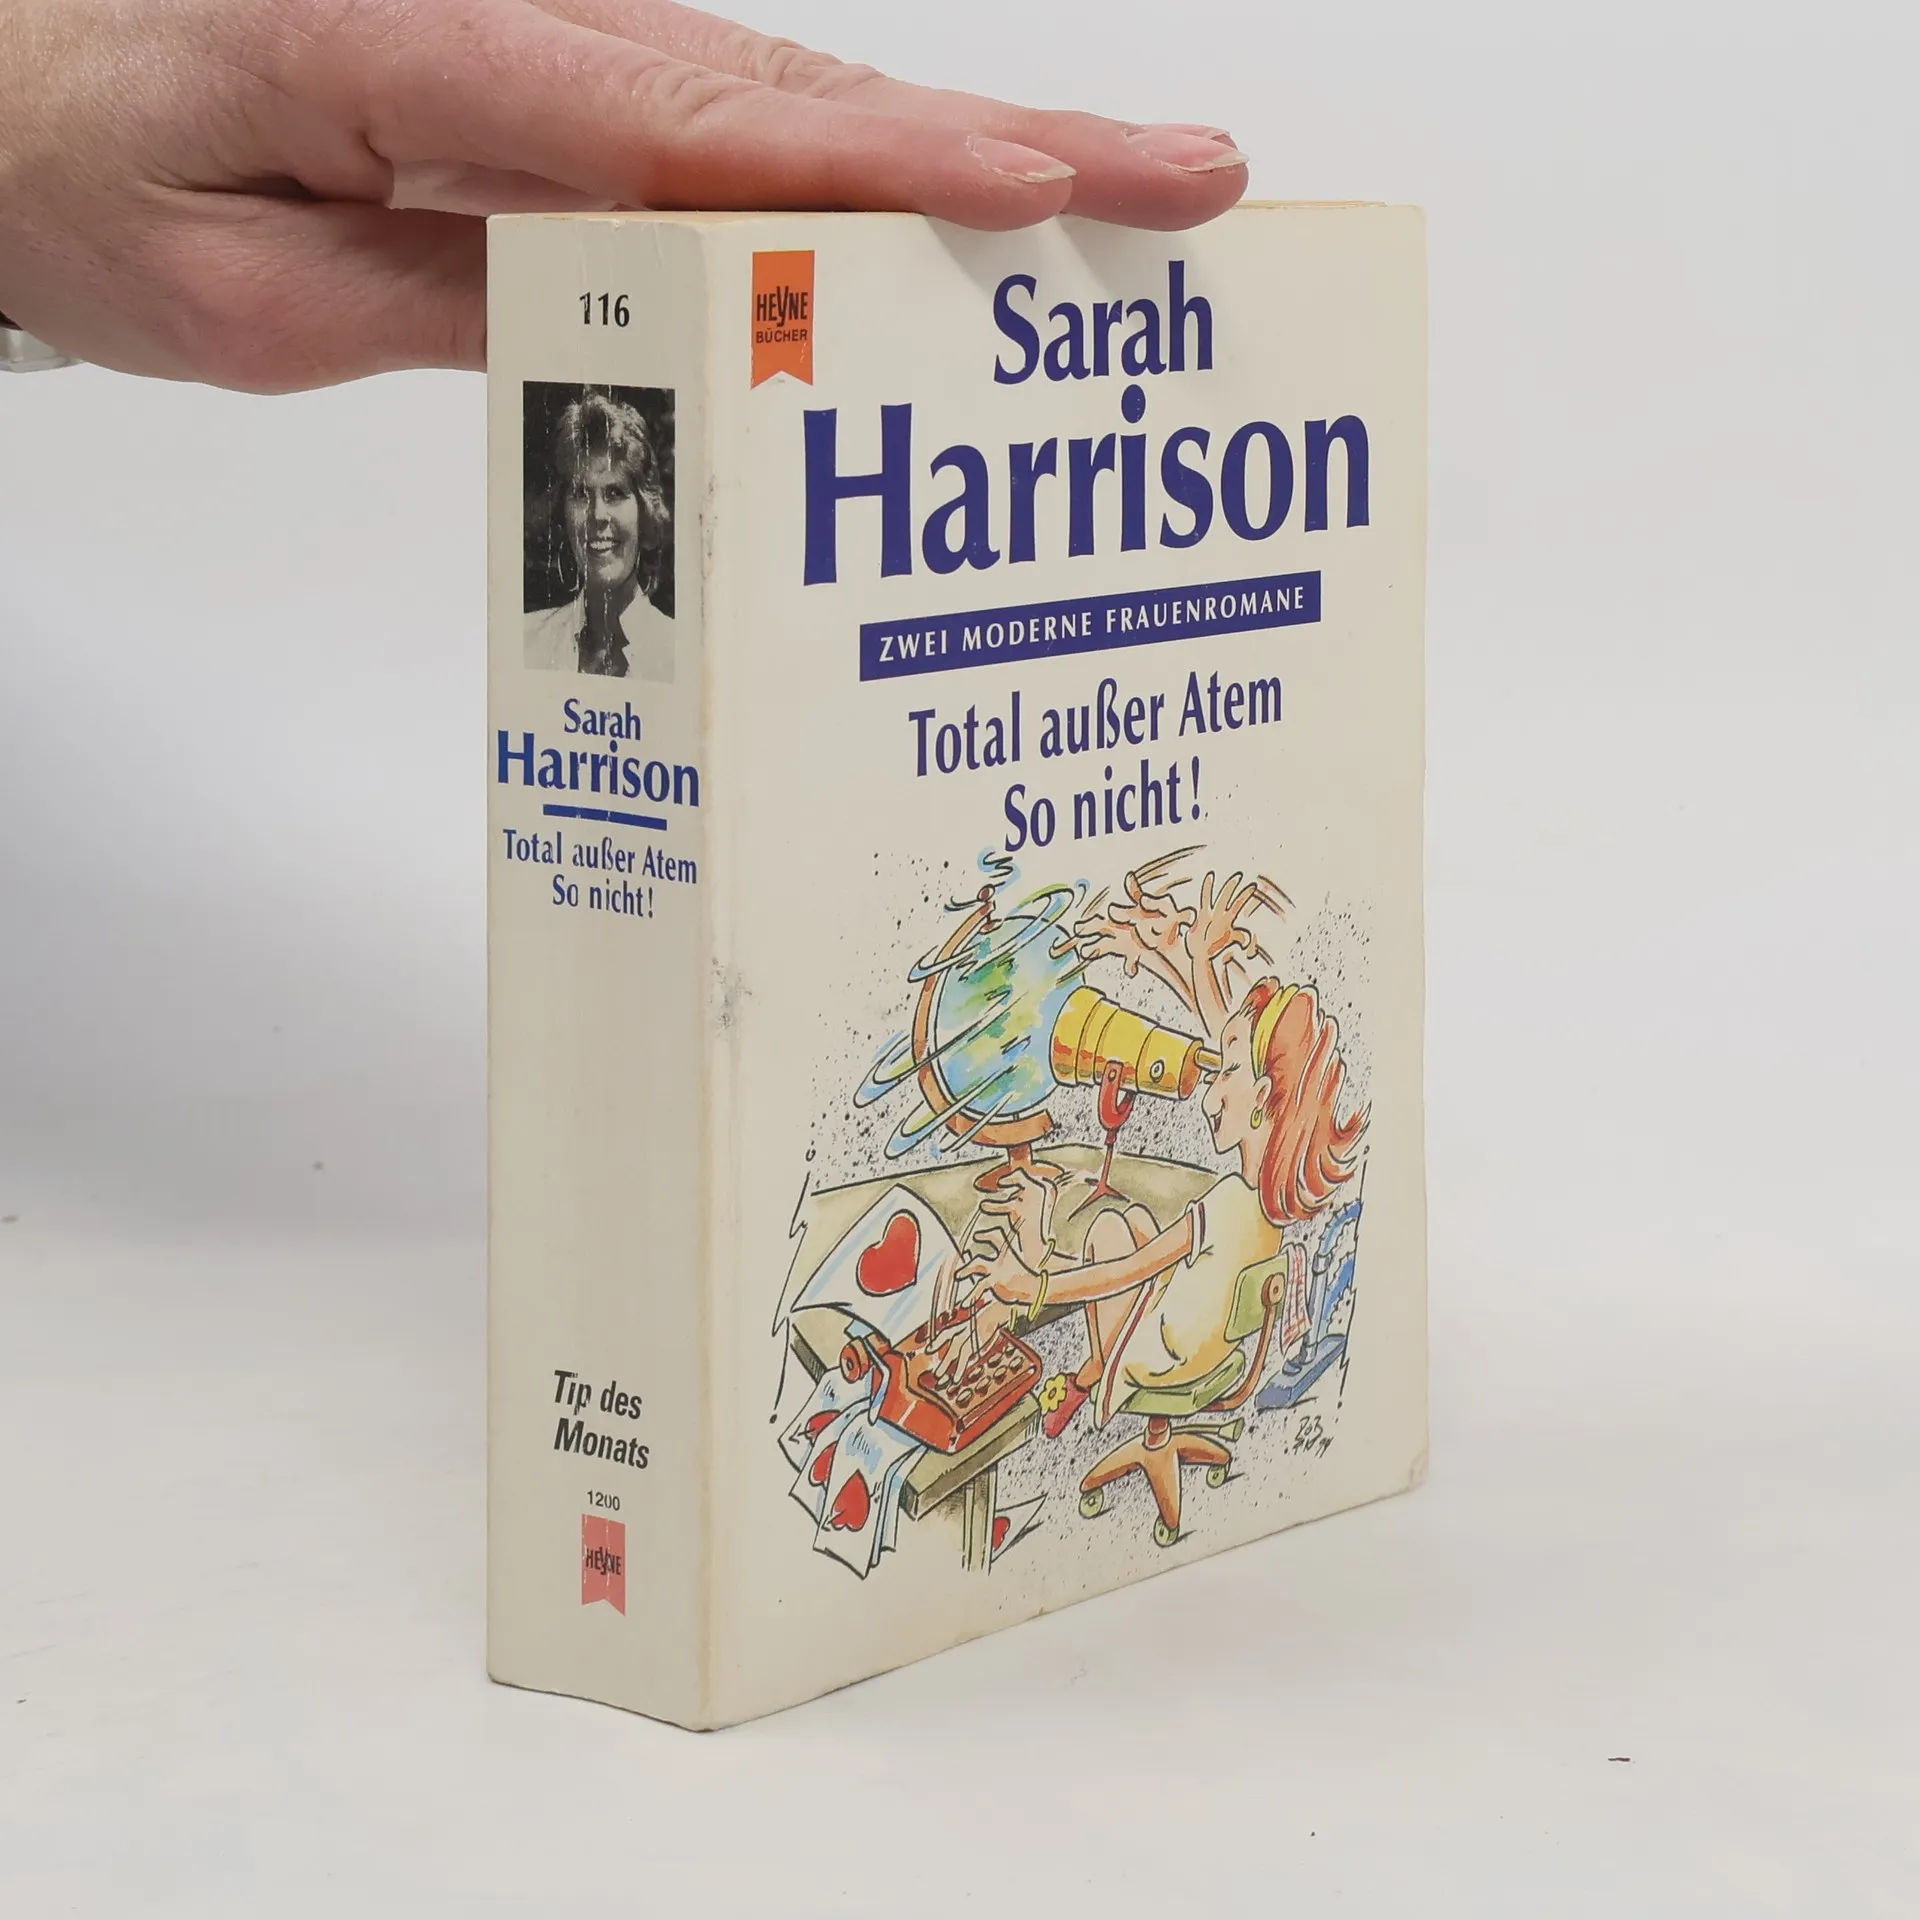 116
Sarah
Harrison
Total außer Atem
So nicht!
Tip des
Monats
1200
HEYNE
HEYNE
BÜCHER
Sarah
Harrison
ZWEI MODERNE FRAUENROMANE
Total außer Atem
So nicht!